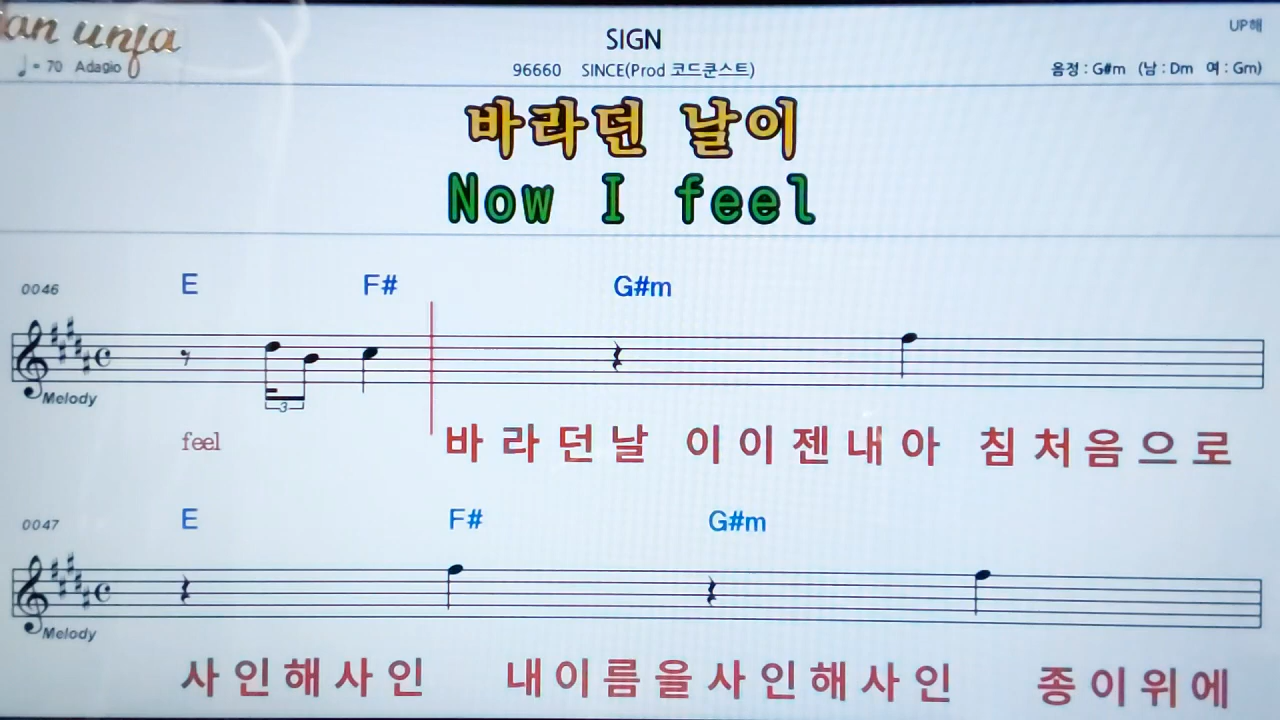 an unja
SIGN
UP해
♩= 70 Adagio
96660 SINCE(Prod 코드쿤스트)
음정 : G#m (남 : Dm 여 : Gm)
바라던 날이
Now I feel
0046 E F# G#m
3
Melody
feel 바 라 던 날 이 이 젠 내 아 침 처 음 으 로
0047 E F# G#m
Melody
사 인 해 사 인 내 이 름 을 사 인 해 사 인 종 이 위 에